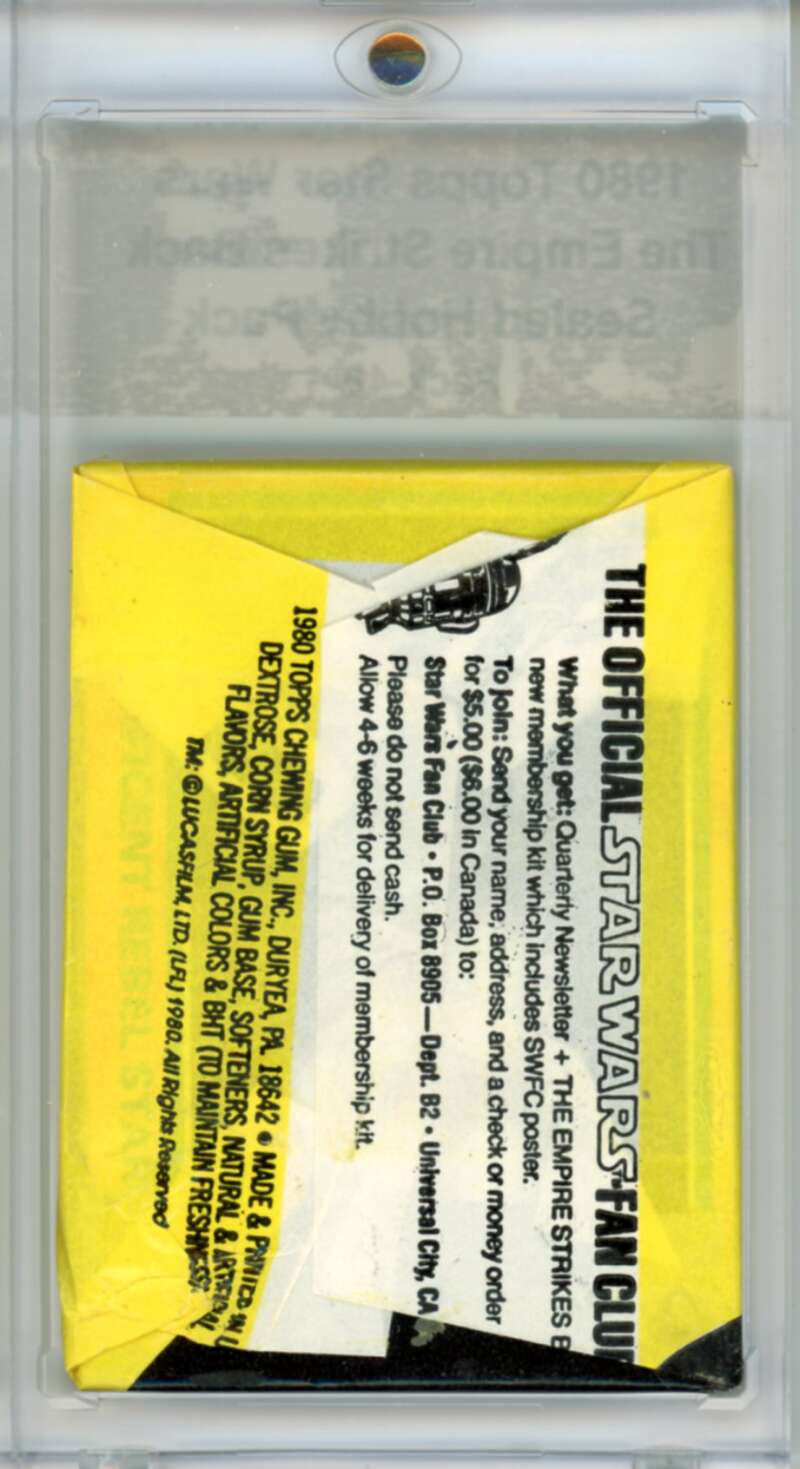 1980 Topps Star Wars
The Empire Strikes Back
Sealed Hobby Pack
THE OFFICIAL STAR WARS FAN CLU
What you get: Quarterly Newsletter + THE EMPIRE STRIKES B
new membership kit which includes SWFC poster.
To join: Send your name, address, and a check or money order
for $5.00 ($6.00 in Canada) to:
Star Wars Fan Club • P.O. Box 8905—Dept. B2 • Universal City, CA
Please do not send cash.
Allow 4-6 weeks for delivery of membership kit.
1980 TOPPS CHEWING GUM, INC., DURYEA, PA. 18642 • MADE & PRINTED IN U
DEXTROSE, CORN SYRUP, GUM BASE, SOFTENERS, NATURAL & ARTIFICIAL
FLAVORS, ARTIFICIAL COLORS & BHT (TO MAINTAIN FRESHNESS).
TM: © LUCASFILM, LTD. (LFL) 1980. All Rights Reserved